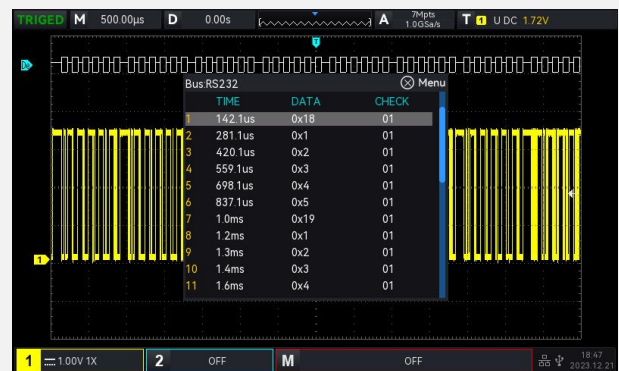 TRIGED M 500.00μs D 0.00s A 7Mpts 1.0GSa/s T 1 U DC 1.72V
T
Bus:RS232 Menu
TIME DATA CHECK
1 142.1us 0x18 01
2 281.1us 0x1 01
3 420.1us 0x2 01
4 559.1us 0x3 01
5 698.1us 0x4 01
6 837.1us 0x5 01
7 1.0ms 0x19 01
8 1.2ms 0x1 01
9 1.3ms 0x2 01
10 1.4ms 0x3 01
11 1.6ms 0x4 01
1
1 1.00V 1X 2 OFF M OFF 18:47
2023.12.21